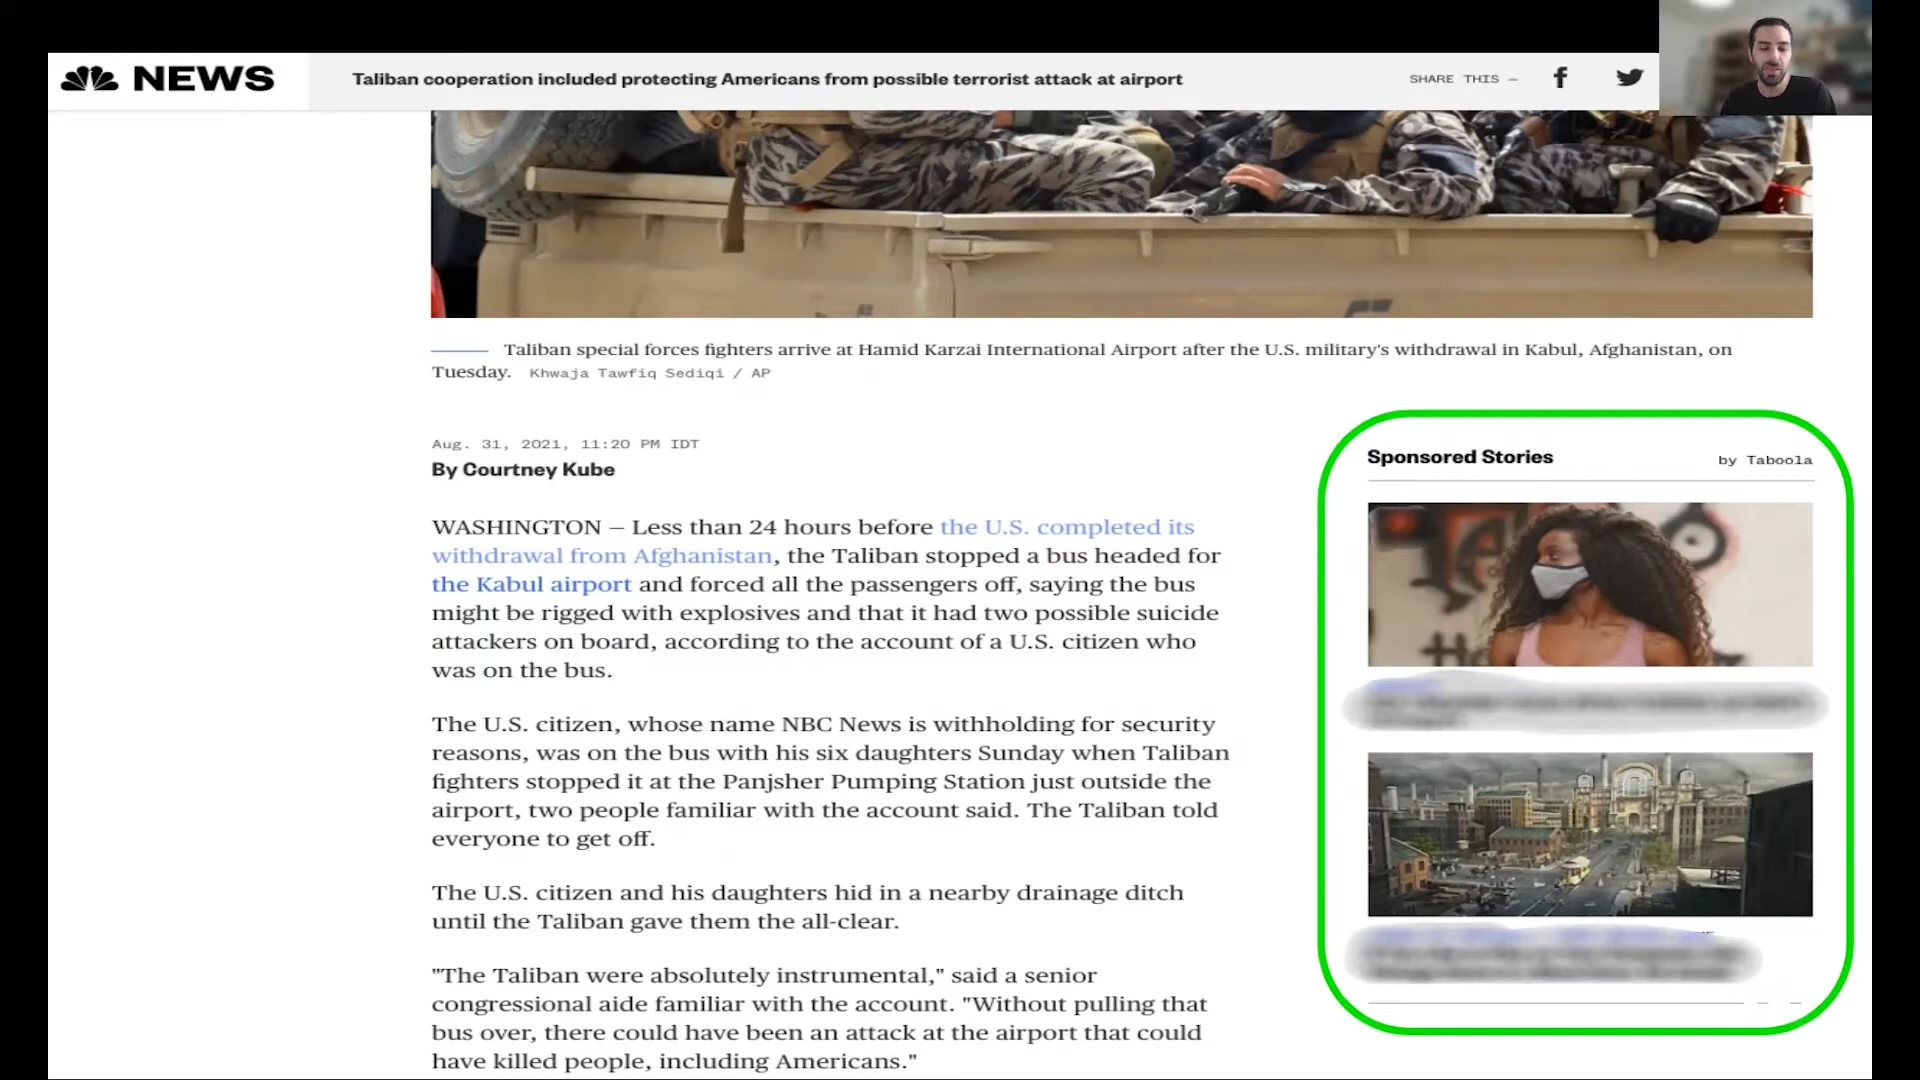 NEWS
Taliban cooperation included protecting Americans from possible terrorist attack at airport
SHARE THIS —
Taliban special forces fighters arrive at Hamid Karzai International Airport after the U.S. military's withdrawal in Kabul, Afghanistan, on
Tuesday. Khwaja Tawfiq Sediqi / AP
Aug. 31, 2021, 11:20 PM IDT
By Courtney Kube
WASHINGTON — Less than 24 hours before the U.S. completed its
withdrawal from Afghanistan, the Taliban stopped a bus headed for
the Kabul airport and forced all the passengers off, saying the bus
might be rigged with explosives and that it had two possible suicide
attackers on board, according to the account of a U.S. citizen who
was on the bus.
The U.S. citizen, whose name NBC News is withholding for security
reasons, was on the bus with his six daughters Sunday when Taliban
fighters stopped it at the Panjsher Pumping Station just outside the
airport, two people familiar with the account said. The Taliban told
everyone to get off.
The U.S. citizen and his daughters hid in a nearby drainage ditch
until the Taliban gave them the all-clear.
"The Taliban were absolutely instrumental," said a senior
congressional aide familiar with the account. "Without pulling that
bus over, there could have been an attack at the airport that could
have killed people, including Americans."
Sponsored Stories
by Taboola